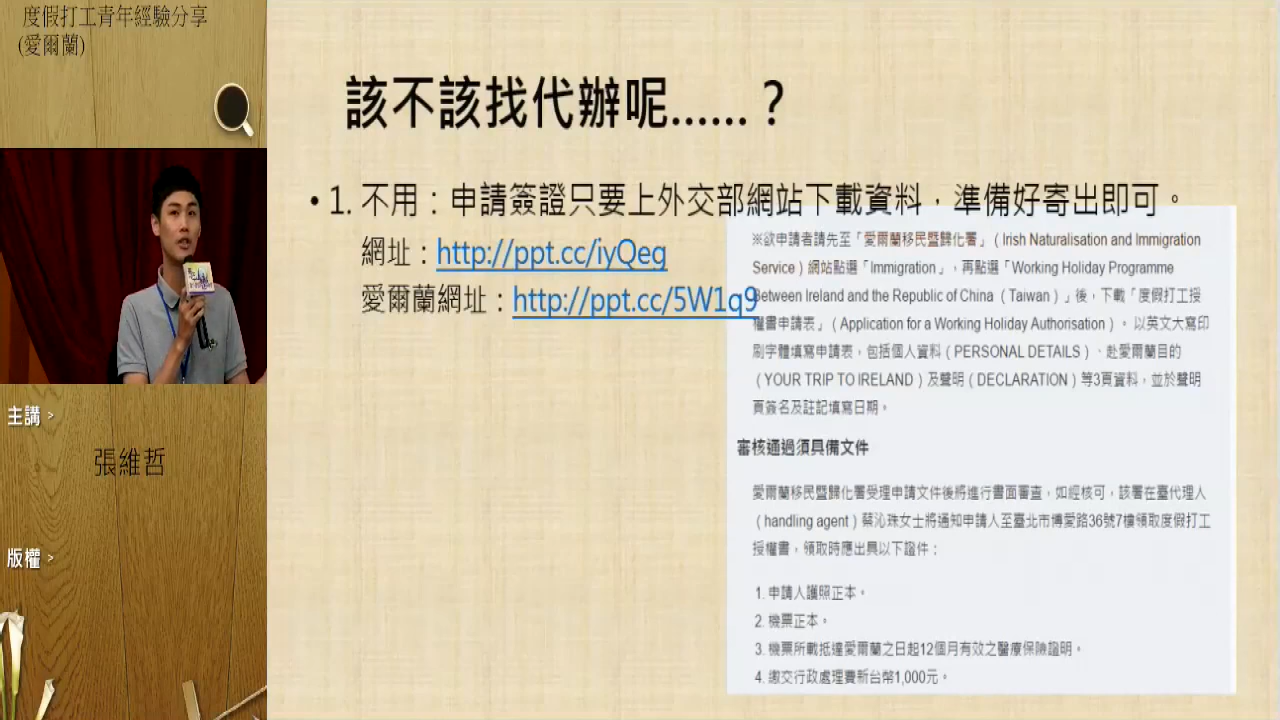 度假打工青年經驗分享
(愛爾蘭)
主講 >
張維哲
版權 >
該不該找代辦呢……？
• 1. 不用：申請簽證只要上外交部網站下載資料，準備好寄出即可。
網址：http://ppt.cc/iyQeg
愛爾蘭網址：http://ppt.cc/5W1q9
※欲申請者請先至「愛爾蘭移民暨歸化署」（Irish Naturalisation and Immigration
Service）網站點選「Immigration」，再點選「Working Holiday Programme
Between Ireland and the Republic of China （Taiwan）」後，下載「度假打工授
權書申請表」（Application for a Working Holiday Authorisation）。 以英文大寫印
刷字體填寫申請表，包括個人資料（PERSONAL DETAILS）、赴愛爾蘭目的
（YOUR TRIP TO IRELAND）及聲明（DECLARATION）等3頁資料，並於聲明
頁簽名及註記填寫日期。
審核通過須具備文件
愛爾蘭移民暨歸化署受理申請文件後將進行書面審查，如經核可，該署在臺代理人
（handling agent）蔡沁珠女士將通知申請人至臺北市博愛路36號7樓領取度假打工
授權書，領取時應出具以下證件：
1. 申請人護照正本。
2. 機票正本。
3. 機票所載抵達愛爾蘭之日起12個月有效之醫療保險證明。
4. 繳交行政處理費新台幣1,000元。